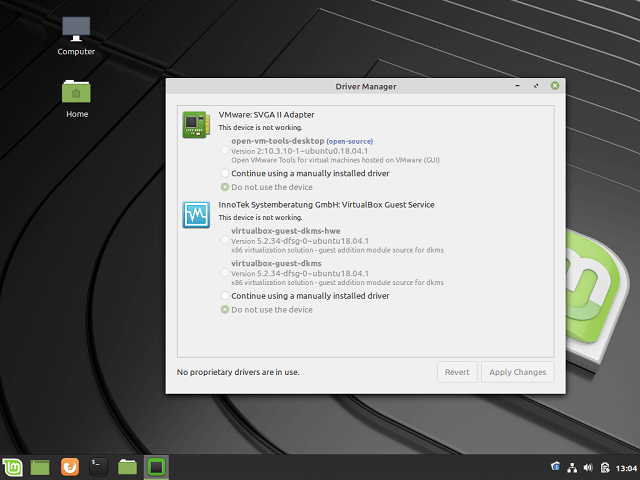 Computer
Home
Driver Manager
VMware: SVGA II Adapter
This device is not working.
open-vm-tools-desktop (open-source)
Version 2:10.3.10-1~ubuntu0.18.04.1
Open VMware Tools for virtual machines hosted on VMware (GUI)
Continue using a manually installed driver
Do not use the device
InnoTek Systemberatung GmbH: VirtualBox Guest Service
This device is not working.
virtualbox-guest-dkms-hwe
Version 5.2.34-dfsg-0~ubuntu18.04.1
x86 virtualization solution - guest addition module source for dkms
virtualbox-guest-dkms
Version 5.2.34-dfsg-0~ubuntu18.04.1
x86 virtualization solution - guest addition module source for dkms
Continue using a manually installed driver
Do not use the device
No proprietary drivers are in use.
Revert
Apply Changes
13:04